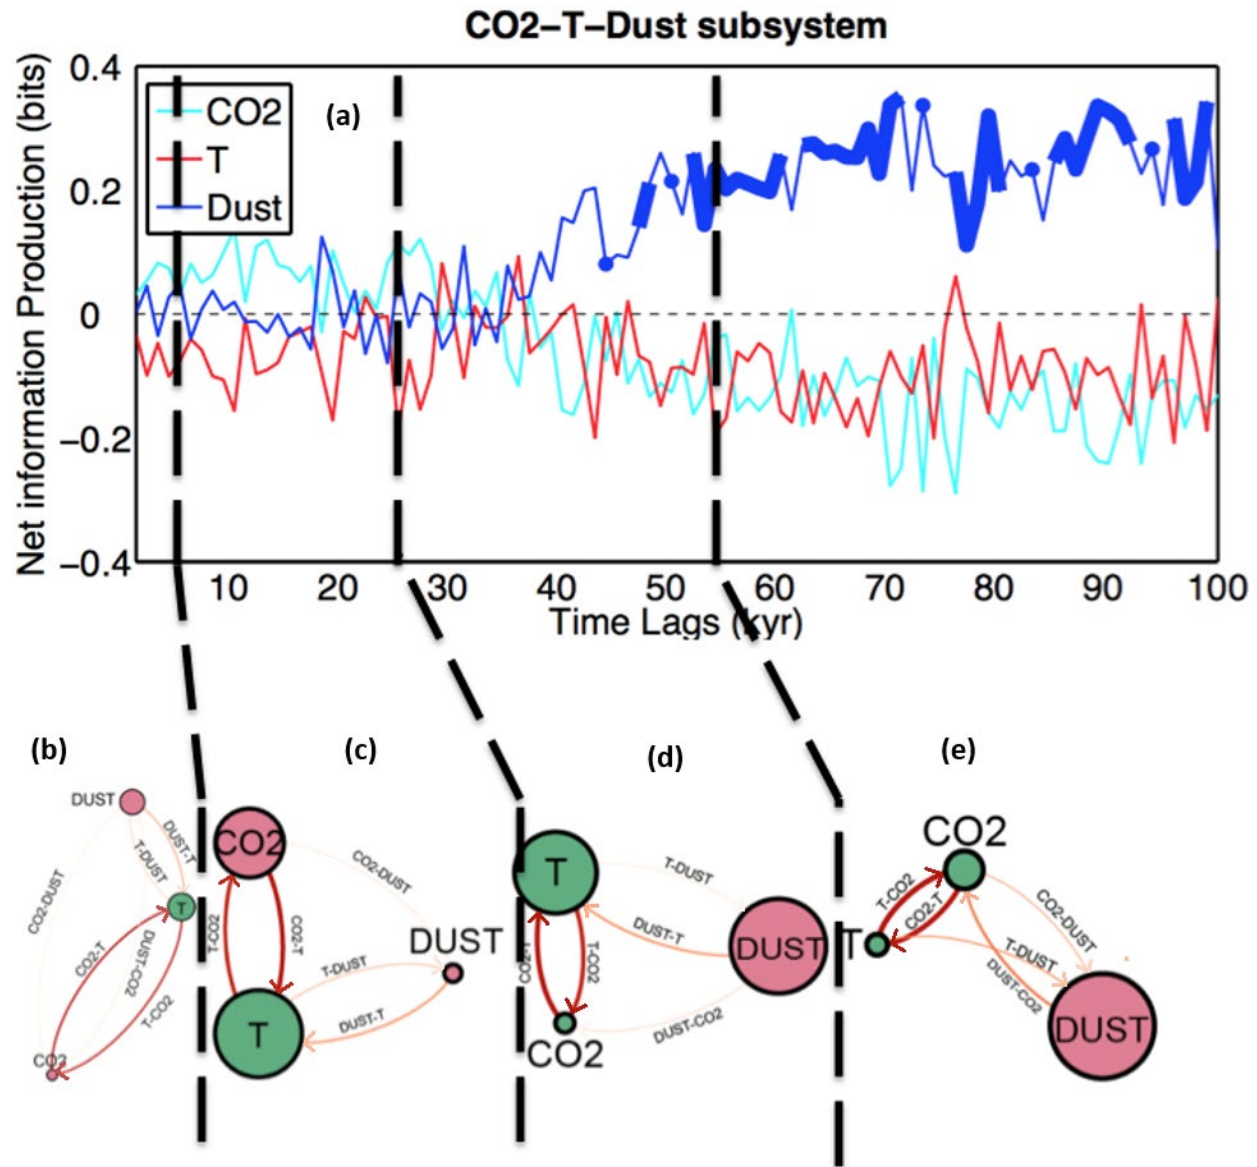 CO2–T–Dust subsystem
Net information Production (bits)
0.4
0.2
0
−0.2
−0.4
CO2
T
Dust
(a)
10 20 30 40 50 60 70 80 90 100
Time Lags (kyr)
(b)
DUST
DUST-T
T-DUST
CO2-DUST
T
CO2-T
DUST-CO2
T-CO2
CO2
(c)
CO2
CO2-DUST
T-CO2
CO2-T
DUST
T-DUST
DUST-T
T
(d)
T
T-DUST
DUST-T
DUST
CO2-T
T-CO2
DUST-CO2
CO2
(e)
CO2
T-CO2
CO2-T
CO2-DUST
T
T-DUST
DUST-CO2
DUST